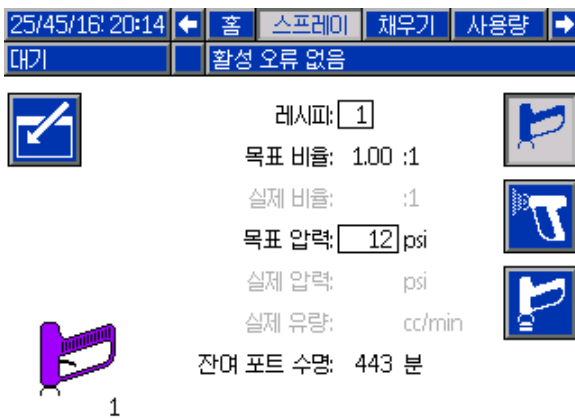 25/45/16 20:14 홈 스프레이 채우기 사용량
대기 활성 오류 없음
레시피: 1
목표 비율: 1.00 :1
실제 비율: :1
목표 압력: 12 psi
실제 압력: psi
실제 유량: cc/min
잔여 포트 수명: 443 분
1